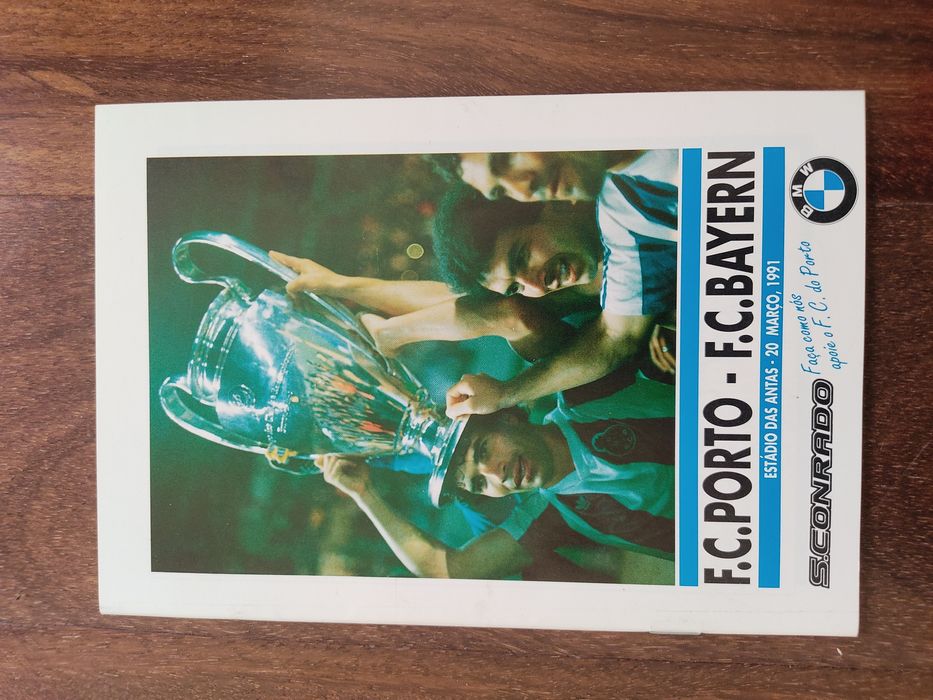 F.C.PORTO - F.C.BAYERN
ESTÁDIO DAS ANTAS - 20 MARÇO, 1991
S.CONRADO
Faça como nós
apoie o F. C. do Porto
BMW